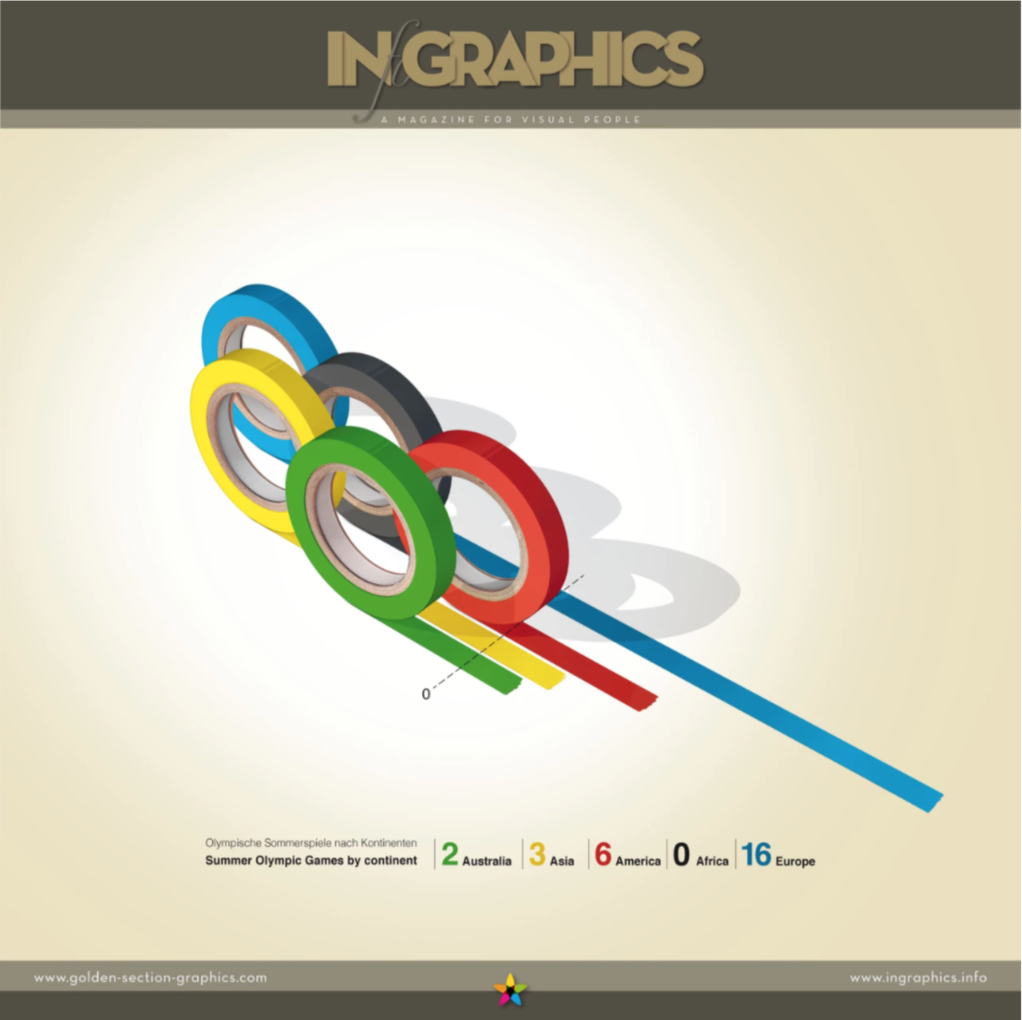 INfoGRAPHICS
A MAGAZINE FOR VISUAL PEOPLE
0
Olympische Sommerspiele nach Kontinenten
Summer Olympic Games by continent
2 Australia
3 Asia
6 America
0 Africa
16 Europe
www.golden-section-graphics.com
www.ingraphics.info